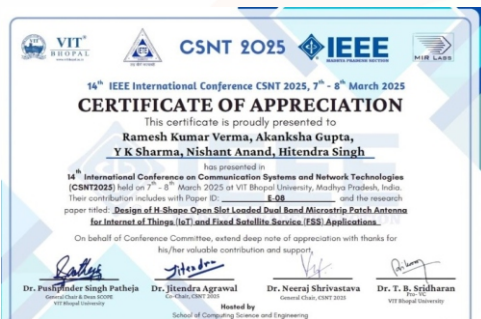 VIT
BHOPAL
CSNT 2025
IEEE
MADHYA PRADESH SECTION
MIR LABS
14th IEEE International Conference CSNT 2025, 7th - 8th March 2025
CERTIFICATE OF APPRECIATION
This certificate is proudly presented to
Ramesh Kumar Verma, Akanksha Gupta,
Y K Sharma, Nishant Anand, Hitendra Singh
has presented in
14th International Conference on Communication Systems and Network Technologies
(CSNT2025) held on 7th - 8th March 2025 at VIT Bhopal University, Madhya Pradesh, India.
Their contribution includes with Paper ID: E-08 and the research
paper titled: Design of H-Shape Open Slot Loaded Dual Band Microstrip Patch Antenna
for Internet of Things (IoT) and Fixed Satellite Service (FSS) Applications
On behalf of Conference Committee, extend deep note of appreciation with thanks for
his/her valuable contribution and support.
Dr. Pushpinder Singh Patheja Dr. Jitendra Agrawal Dr. Neeraj Shrivastava Dr. T. B. Sridharan
General Chair & Dean SCOPE Co-Chair, CSNT 2025 General Chair, CSNT 2025 Pro- VC
VIT Bhopal University VIT Bhopal University
Hosted by
School of Computing Science and Engineering